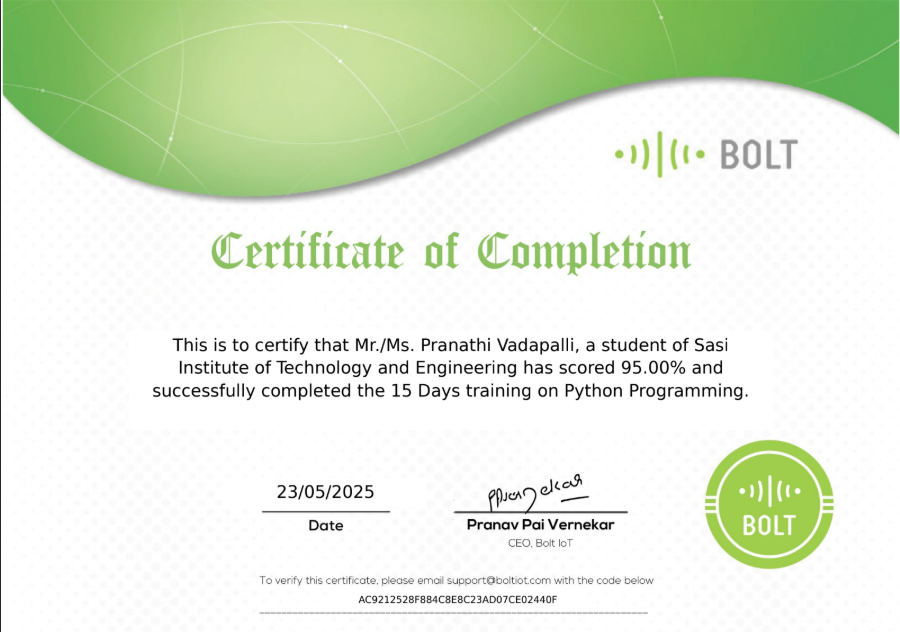 BOLT
Certificate of Completion
This is to certify that Mr./Ms. Pranathi Vadapalli, a student of Sasi
Institute of Technology and Engineering has scored 95.00% and
successfully completed the 15 Days training on Python Programming.
23/05/2025
Date
Pranav Pai Vernekar
CEO, Bolt IoT
BOLT
To verify this certificate, please email support@boltiot.com with the code below
AC9212528F884C8E8C23AD07CE02440F